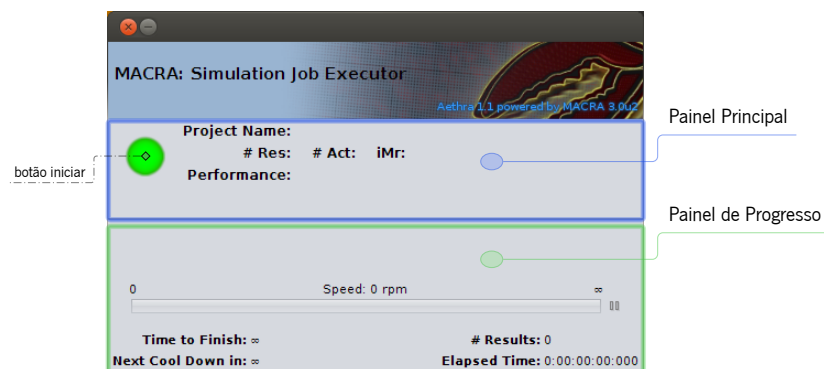 MACRA: Simulation Job Executor
Aethra 1.1 powered by MACRA 3.0u2
Painel Principal
Project Name:
# Res: # Act: iMr:
botão iniciar
Performance:
Painel de Progresso
0 Speed: 0 rpm ∞
Time to Finish: ∞ # Results: 0
Next Cool Down in: ∞ Elapsed Time: 0:00:00:00:000